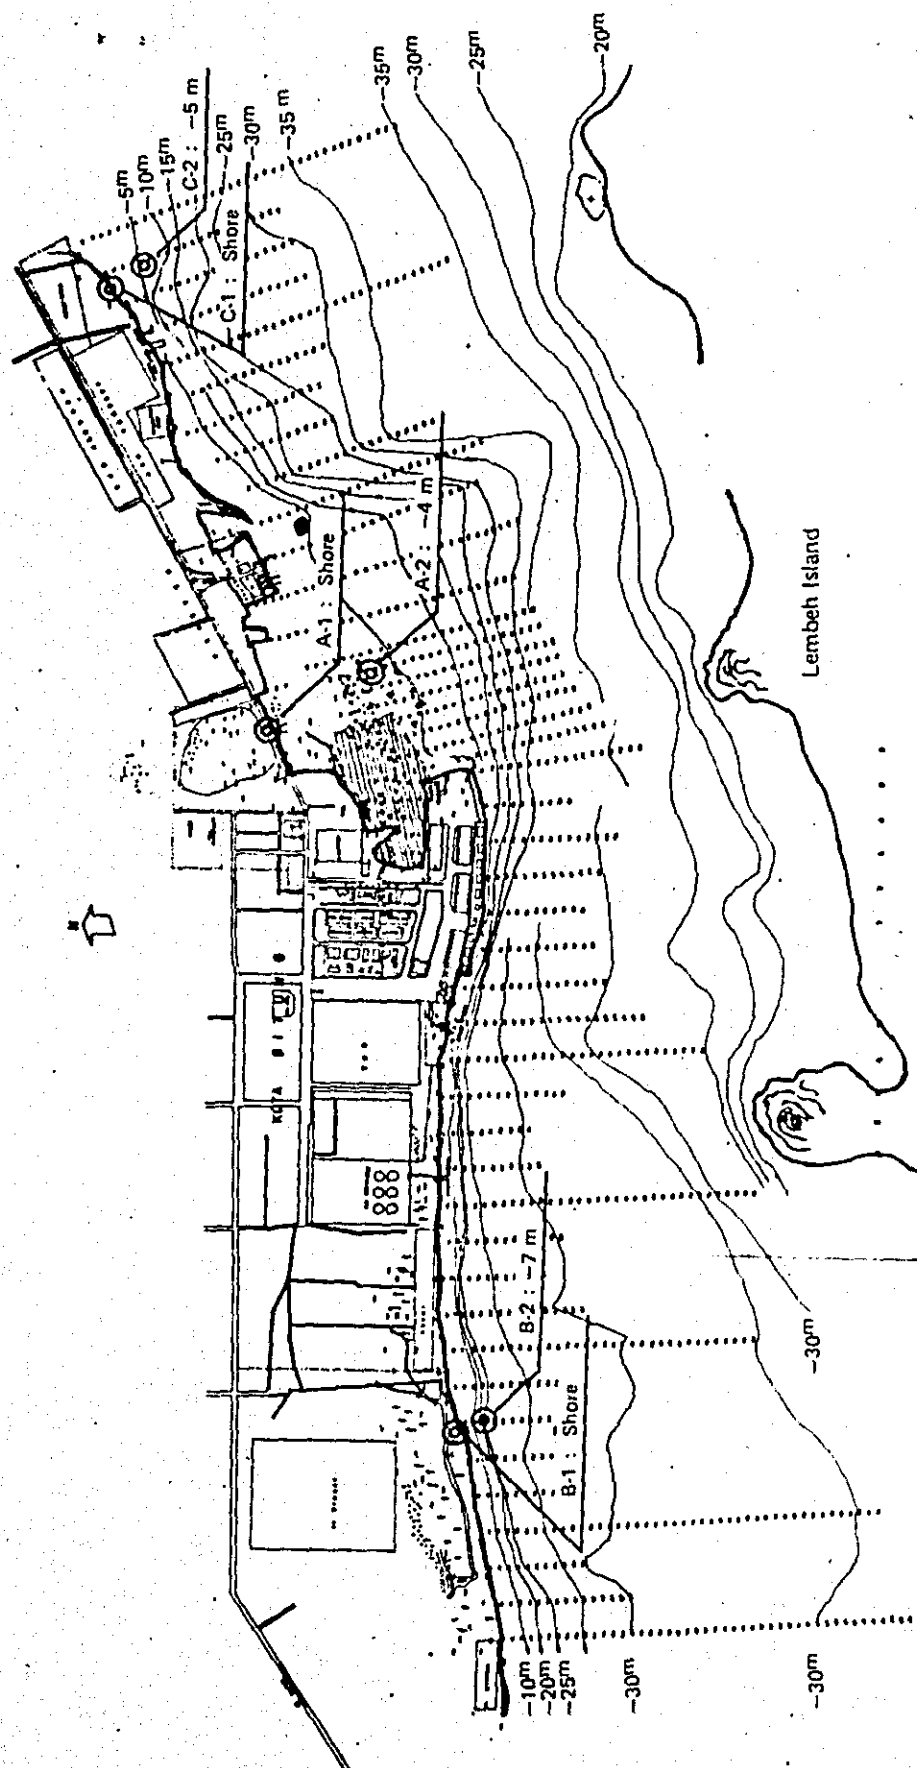 -5m
-10m
-15m
C-2 : -5 m
-25m
-30m
-35 m
-35m
-30m
-25m
-20m
C-1 : Shore
A-1 : Shore
A-2 : -4 m
Lembeh Island
N
KOTA
B-2 : -7 m
B-1 : Shore
-30m
-10m
-20m
-25m
-30m
-30m